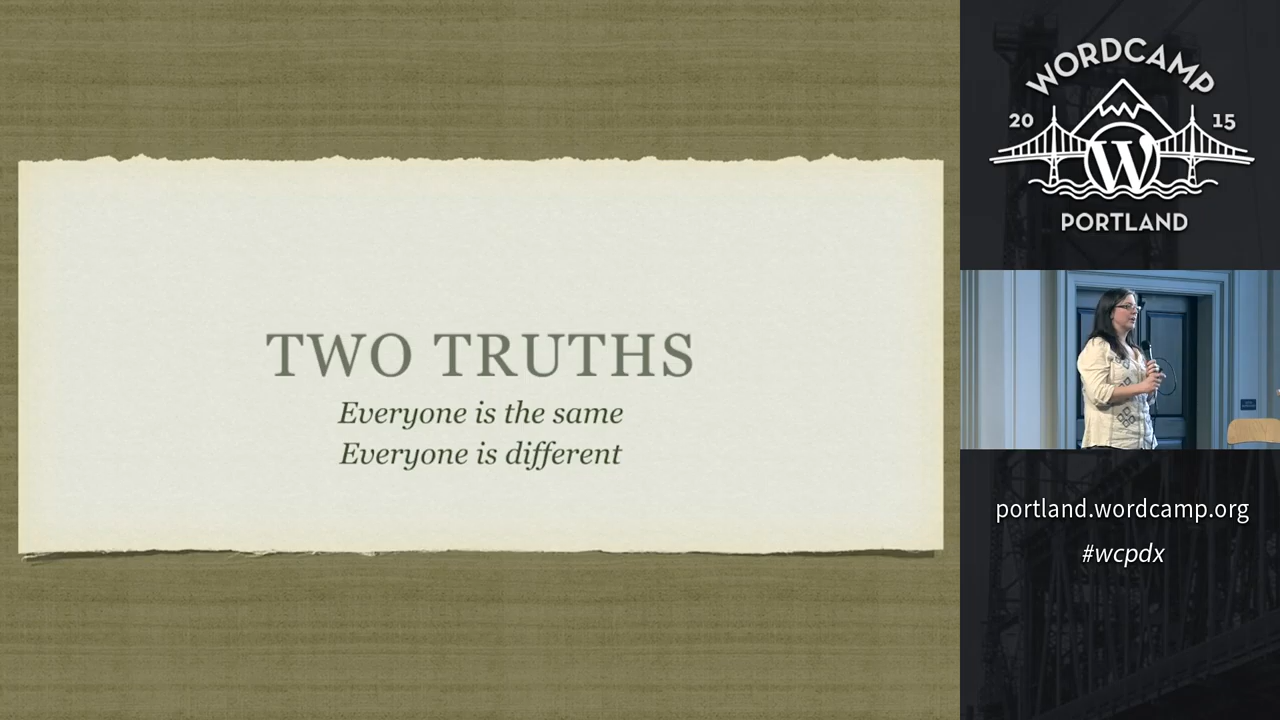 TWO TRUTHS
Everyone is the same
Everyone is different
WORDCAMP
20 15
W
PORTLAND
portland.wordcamp.org
#wcpdx